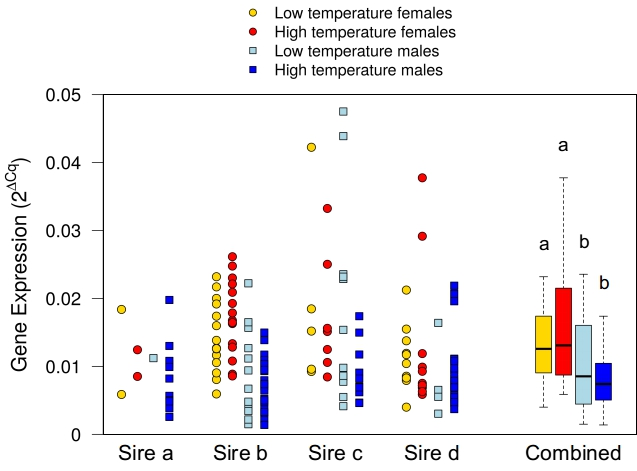 Low temperature females
High temperature females
Low temperature males
High temperature males
Gene Expression (2^ΔCq)
0.05
0.04
0.03
0.02
0.01
0
a
a
b
b
Sire a Sire b Sire c Sire d Combined